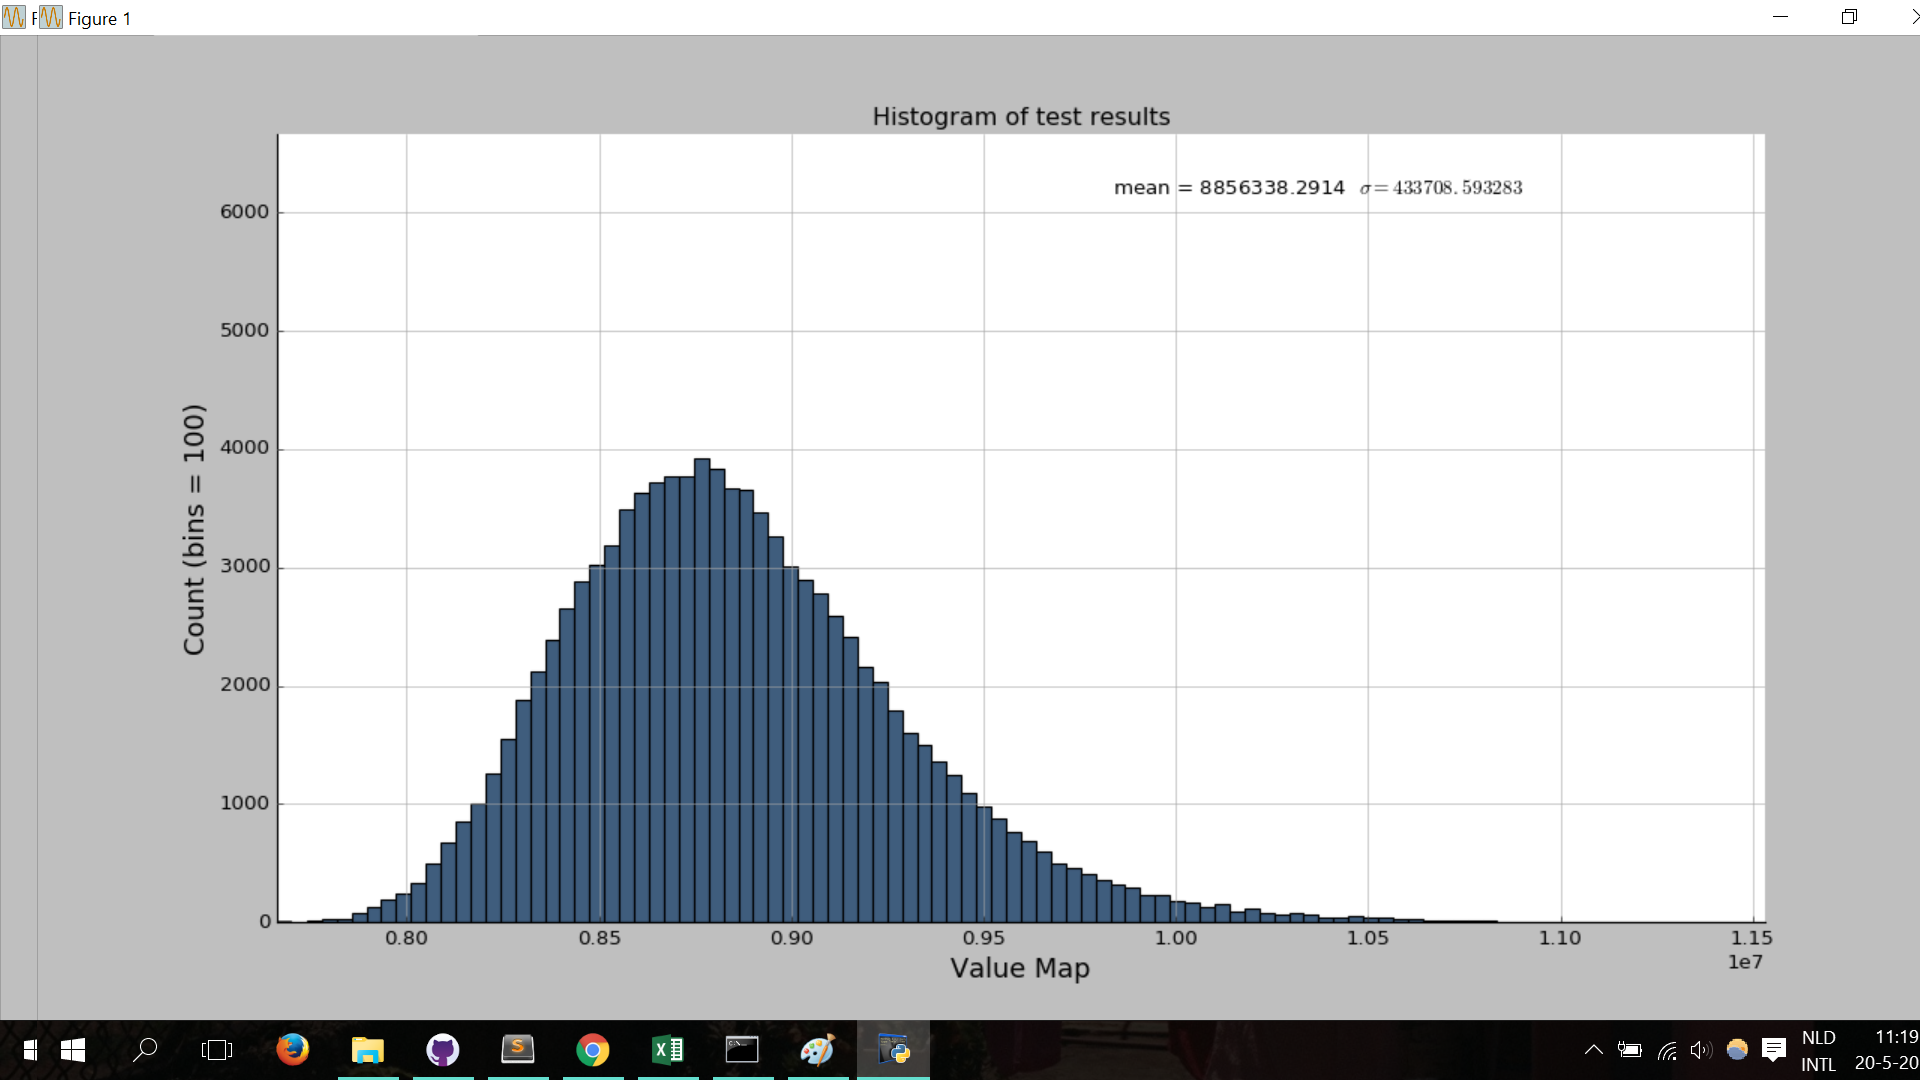 F Figure 1
Histogram of test results
mean = 8856338.2914 σ = 433708.593283
6000
5000
4000
3000
2000
1000
0
Count (bins = 100)
0.80 0.85 0.90 0.95 1.00 1.05 1.10 1.15
1e7
Value Map
NLD 11:19
INTL 20-5-20